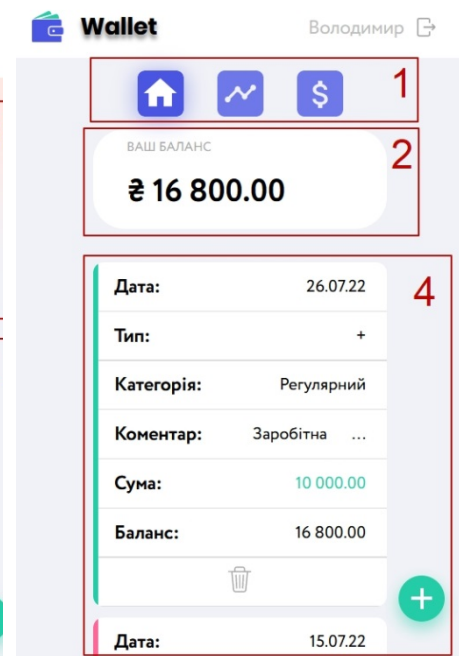 Wallet
Володимир
1
$
ВАШ БАЛАНС
2
₴ 16 800.00
4
Дата: 26.07.22
Тип: +
Категорія: Регулярний
Коментар: Заробітна ...
Сума: 10 000.00
Баланс: 16 800.00
+
Дата: 15.07.22